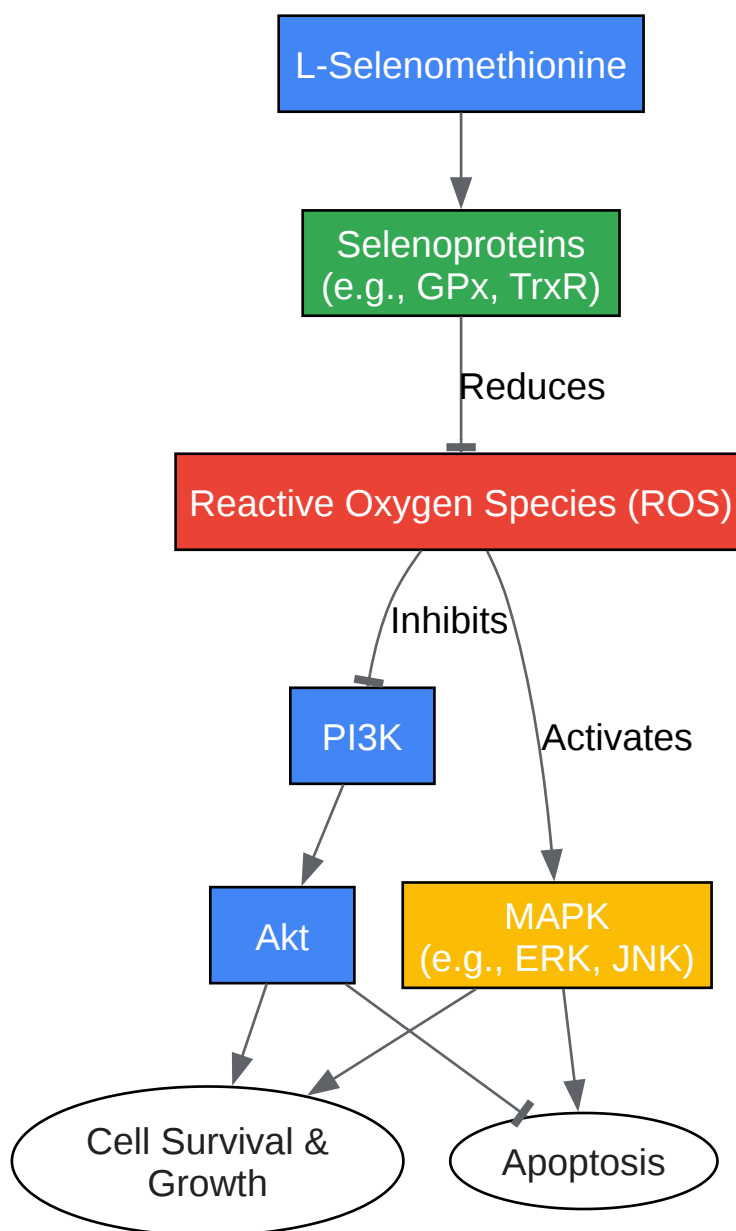 L-Selenomethionine
Selenoproteins
(e.g., GPx, TrxR)
Reduces
Reactive Oxygen Species (ROS)
Inhibits
PI3K
Activates
Akt
MAPK
(e.g., ERK, JNK)
Cell Survival &
Growth
Apoptosis